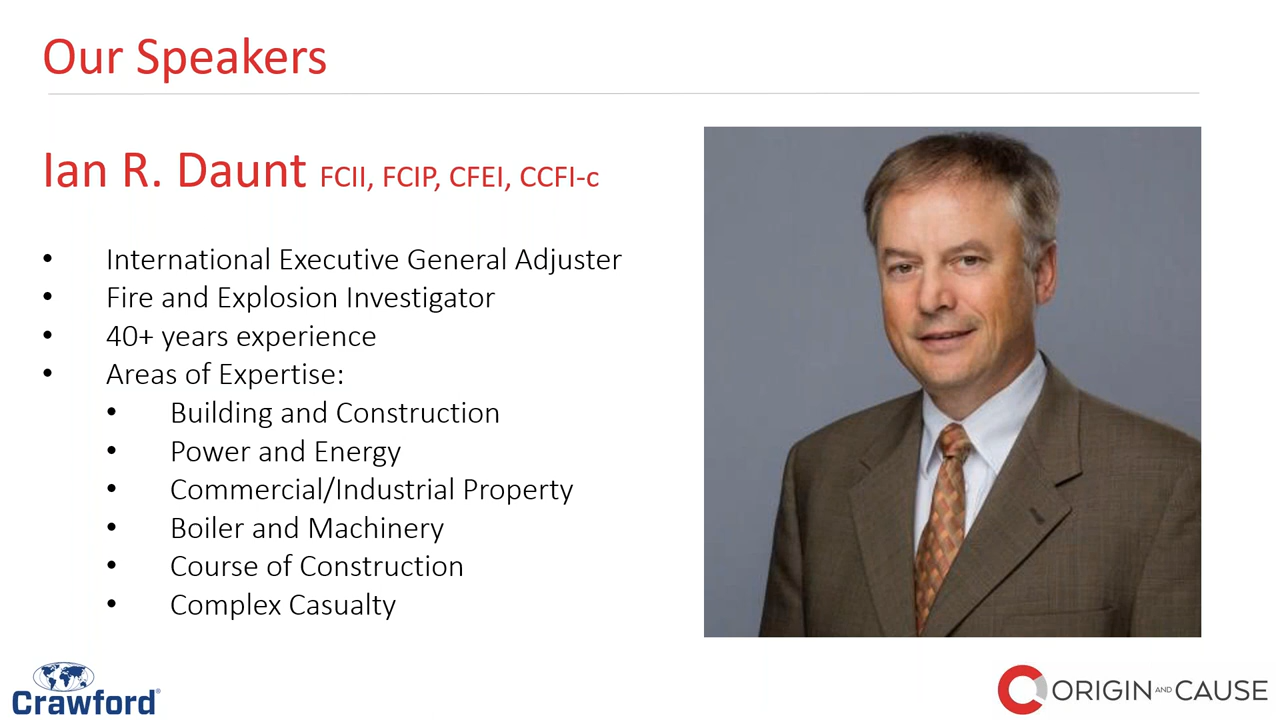 Our Speakers
Ian R. Daunt FCII, FCIP, CFEI, CCFI-c
• International Executive General Adjuster
• Fire and Explosion Investigator
• 40+ years experience
• Areas of Expertise:
• Building and Construction
• Power and Energy
• Commercial/Industrial Property
• Boiler and Machinery
• Course of Construction
• Complex Casualty
Crawford®
ORIGIN AND CAUSE